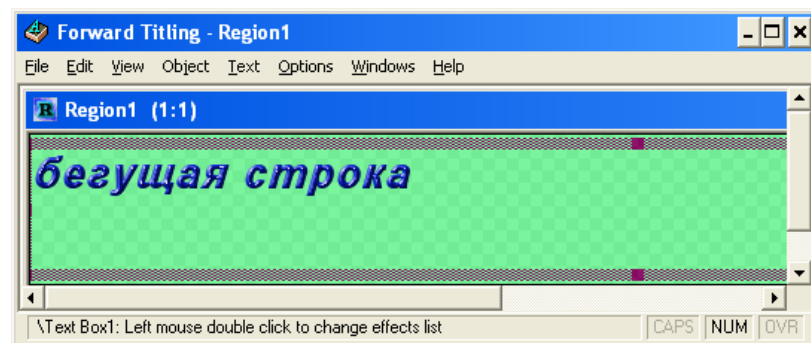 Forward Titling - Region1
File Edit View Object Text Options Windows Help
R Region1 (1:1)
бегущая строка
\Text Box1: Left mouse double click to change effects list CAPS NUM OVR